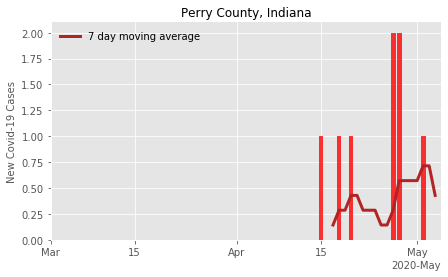 Perry County, Indiana
7 day moving average
New Covid-19 Cases
2.00
1.75
1.50
1.25
1.00
0.75
0.50
0.25
0.00
Mar
15
Apr
15
May
2020-May